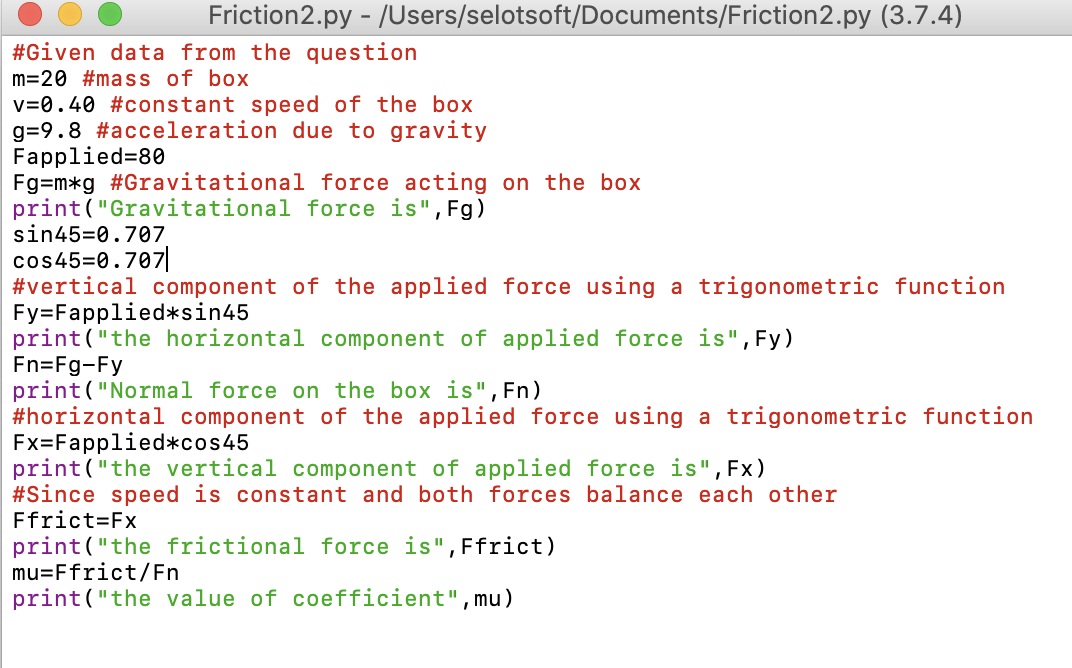 Friction2.py - /Users/selotsoft/Documents/Friction2.py (3.7.4)
#Given data from the question
m=20 #mass of box
v=0.40 #constant speed of the box
g=9.8 #acceleration due to gravity
Fapplied=80
Fg=m*g #Gravitational force acting on the box
print("Gravitational force is",Fg)
sin45=0.707
cos45=0.707
#vertical component of the applied force using a trigonometric function
Fy=Fapplied*sin45
print("the horizontal component of applied force is",Fy)
Fn=Fg-Fy
print("Normal force on the box is",Fn)
#horizontal component of the applied force using a trigonometric function
Fx=Fapplied*cos45
print("the vertical component of applied force is",Fx)
#Since speed is constant and both forces balance each other
Ffrict=Fx
print("the frictional force is",Ffrict)
mu=Ffrict/Fn
print("the value of coefficient",mu)